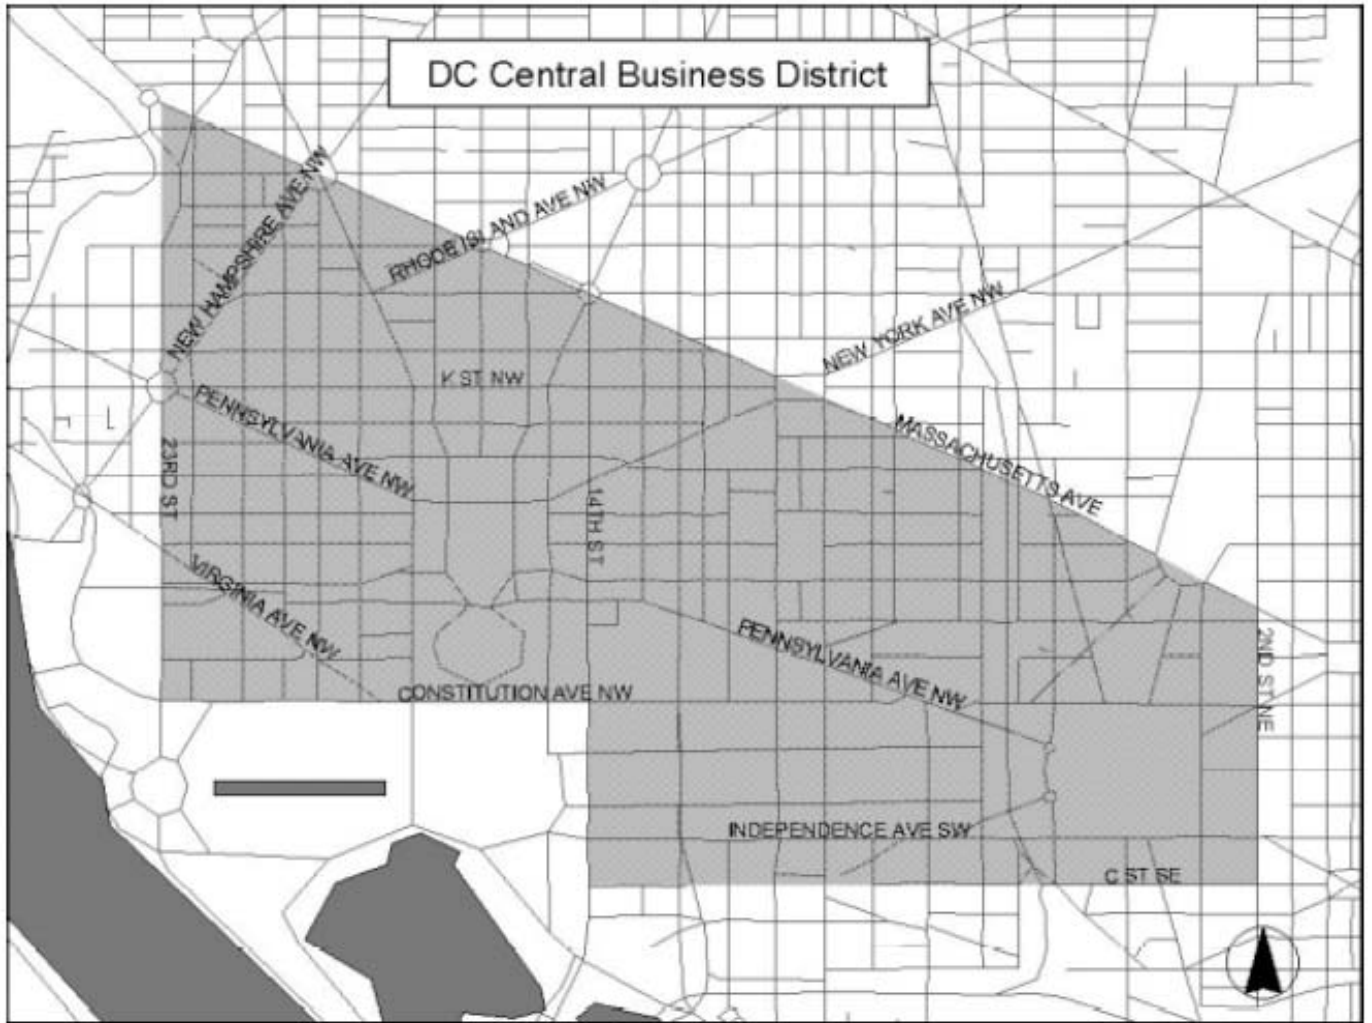 DC Central Business District
NEW HAMPSHIRE AVE NW
RHODE ISLAND AVE NW
NEW YORK AVE NW
K ST NW
PENNSYLVANIA AVE NW
MASSACHUSETTS AVE
23RD ST
14TH ST
VIRGINIA AVE NW
PENNSYLVANIA AVE NW
2ND ST NE
CONSTITUTION AVE NW
INDEPENDENCE AVE SW
C ST SE